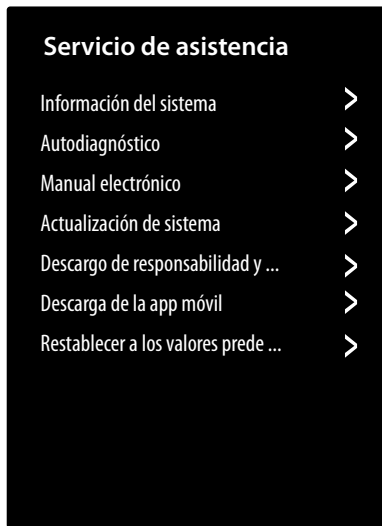 Servicio de asistencia
Información del sistema
Autodiagnóstico
Manual electrónico
Actualización de sistema
Descargo de responsabilidad y ...
Descarga de la app móvil
Restablecer a los valores prede ...